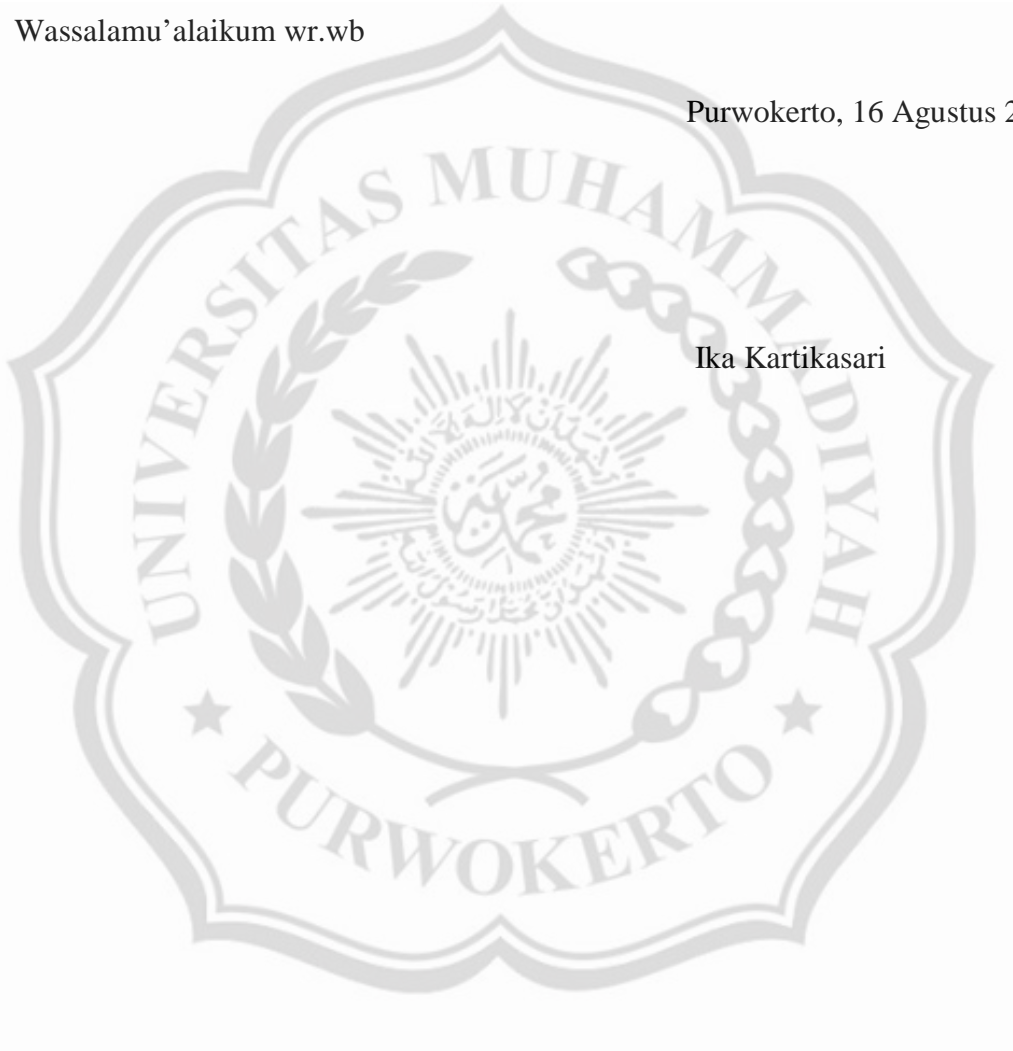 Wassalamu’alaikum wr.wb
Purwokerto, 16 Agustus 2
Ika Kartikasari
UNIVERSITAS MUHAMMADIYAH
PURWOKERTO